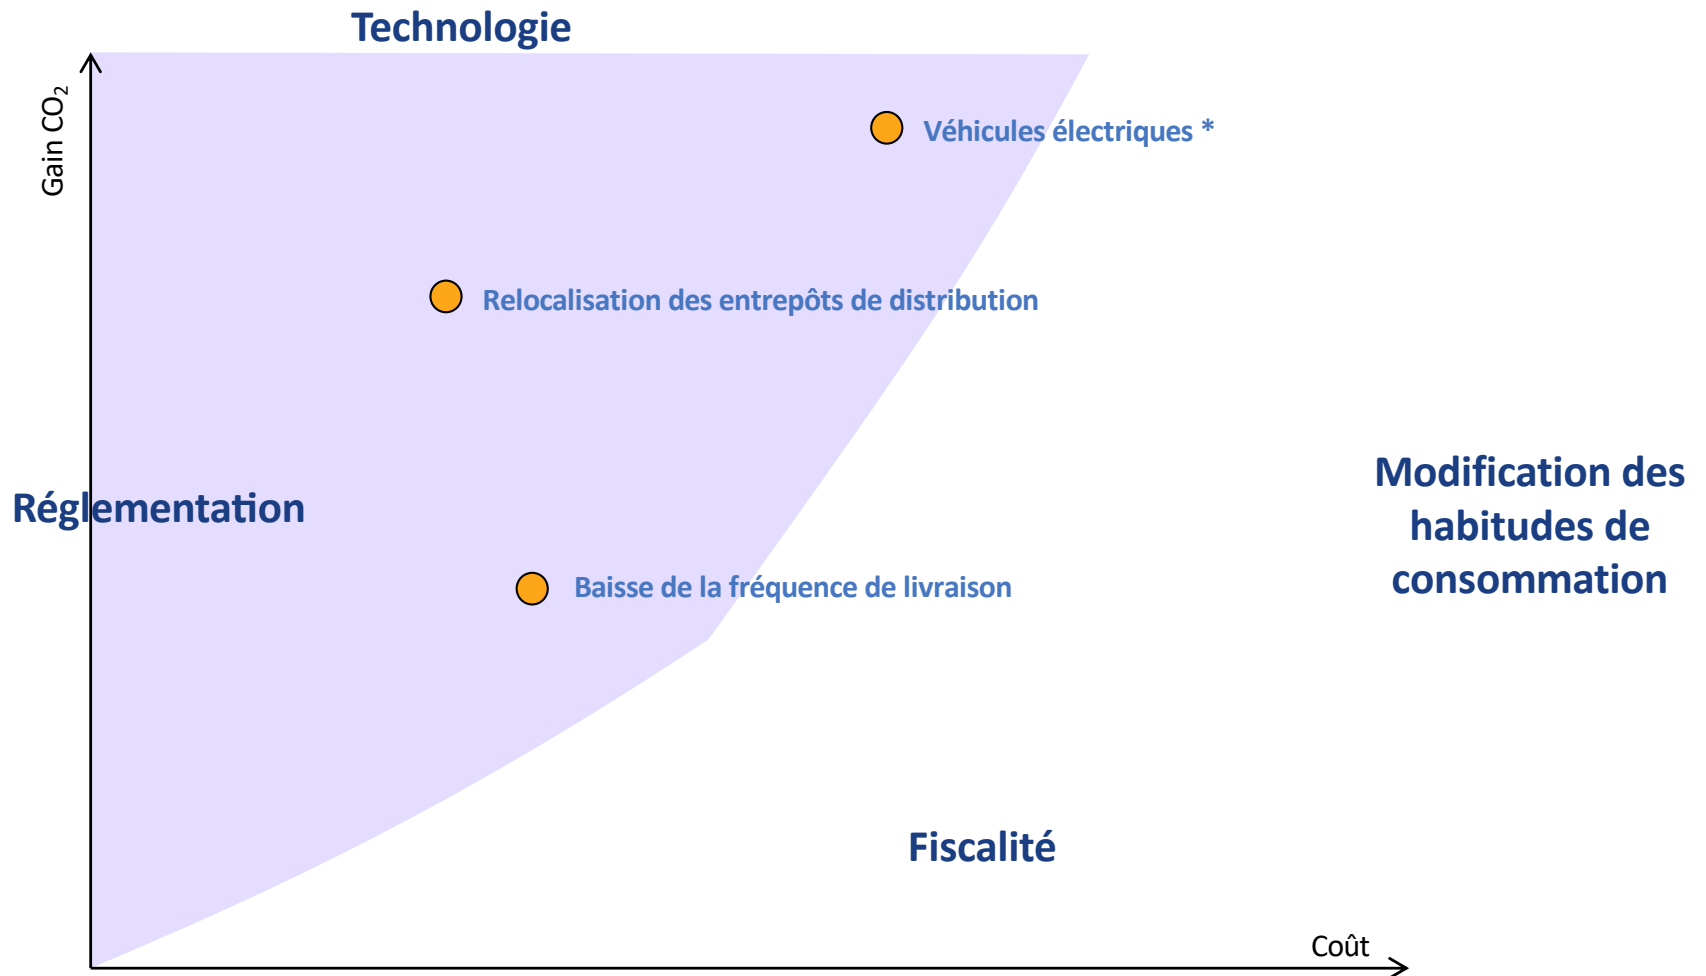 Technologie
Gain CO₂
Véhicules électriques *
Relocalisation des entrepôts de distribution
Modification des
habitudes de
consommation
Réglementation
Baisse de la fréquence de livraison
Fiscalité
Coût